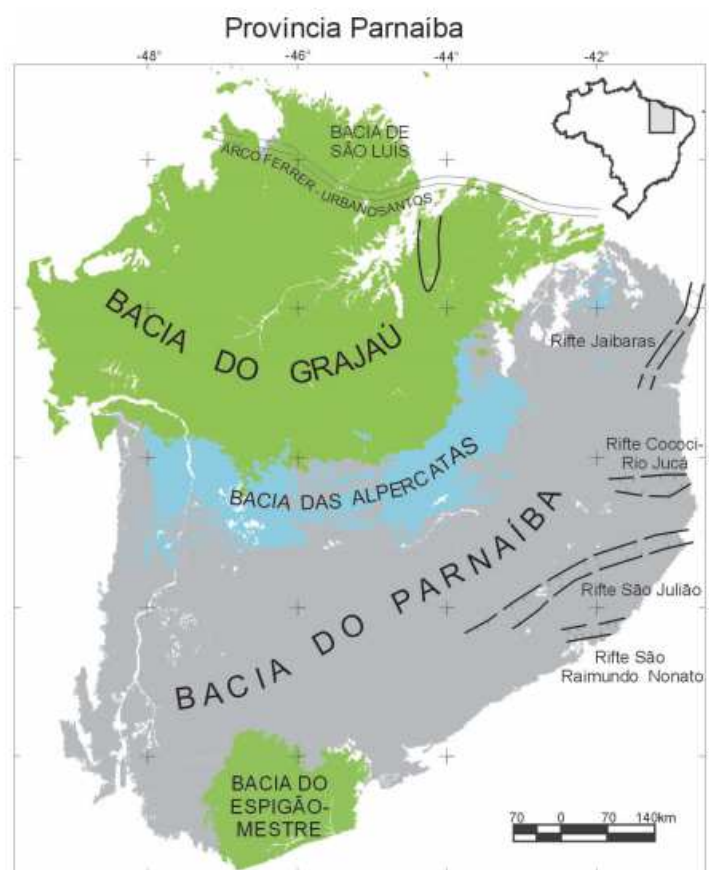 Província Parnaíba
-48° -46° -44° -42°
BACIA DE
SÃO LUÍS
ARCO FERRER - URBANO SANTOS
BACIA DO GRAJAÚ
Rifte Jaibaras
Rifte Cococi-
Rio Jucá
BACIA DAS ALPERCATAS
BACIA DO PARNAÍBA
Rifte São Julião
Rifte São
Raimundo Nonato
BACIA DO
ESPIGÃO-
MESTRE
70 0 70 140km